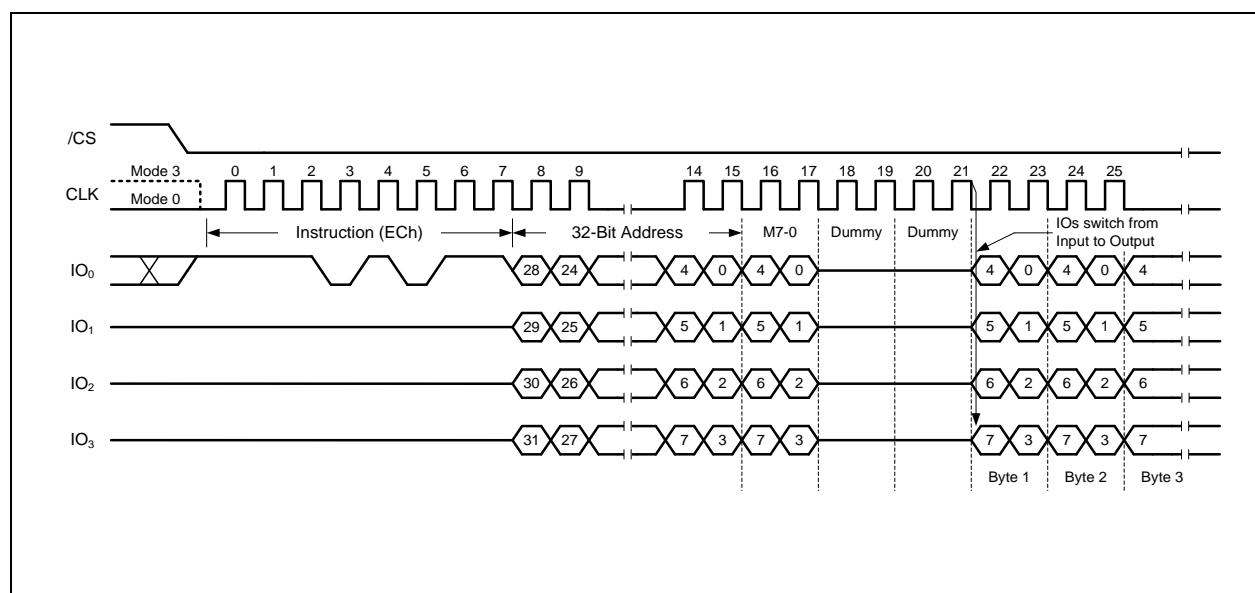 /CS
Mode 3 0 1 2 3 4 5 6 7 8 9 14 15 16 17 18 19 20 21 22 23 24 25
CLK
Mode 0
Instruction (ECh) 32-Bit Address M7-0 Dummy Dummy IOs switch from
Input to Output
IO₀ 28 24 4 0 4 0 4 0 4 0 4
IO₁ 29 25 5 1 5 1 5 1 5 1 5
IO₂ 30 26 6 2 6 2 6 2 6 2 6
IO₃ 31 27 7 3 7 3 7 3 7 3 7
Byte 1 Byte 2 Byte 3